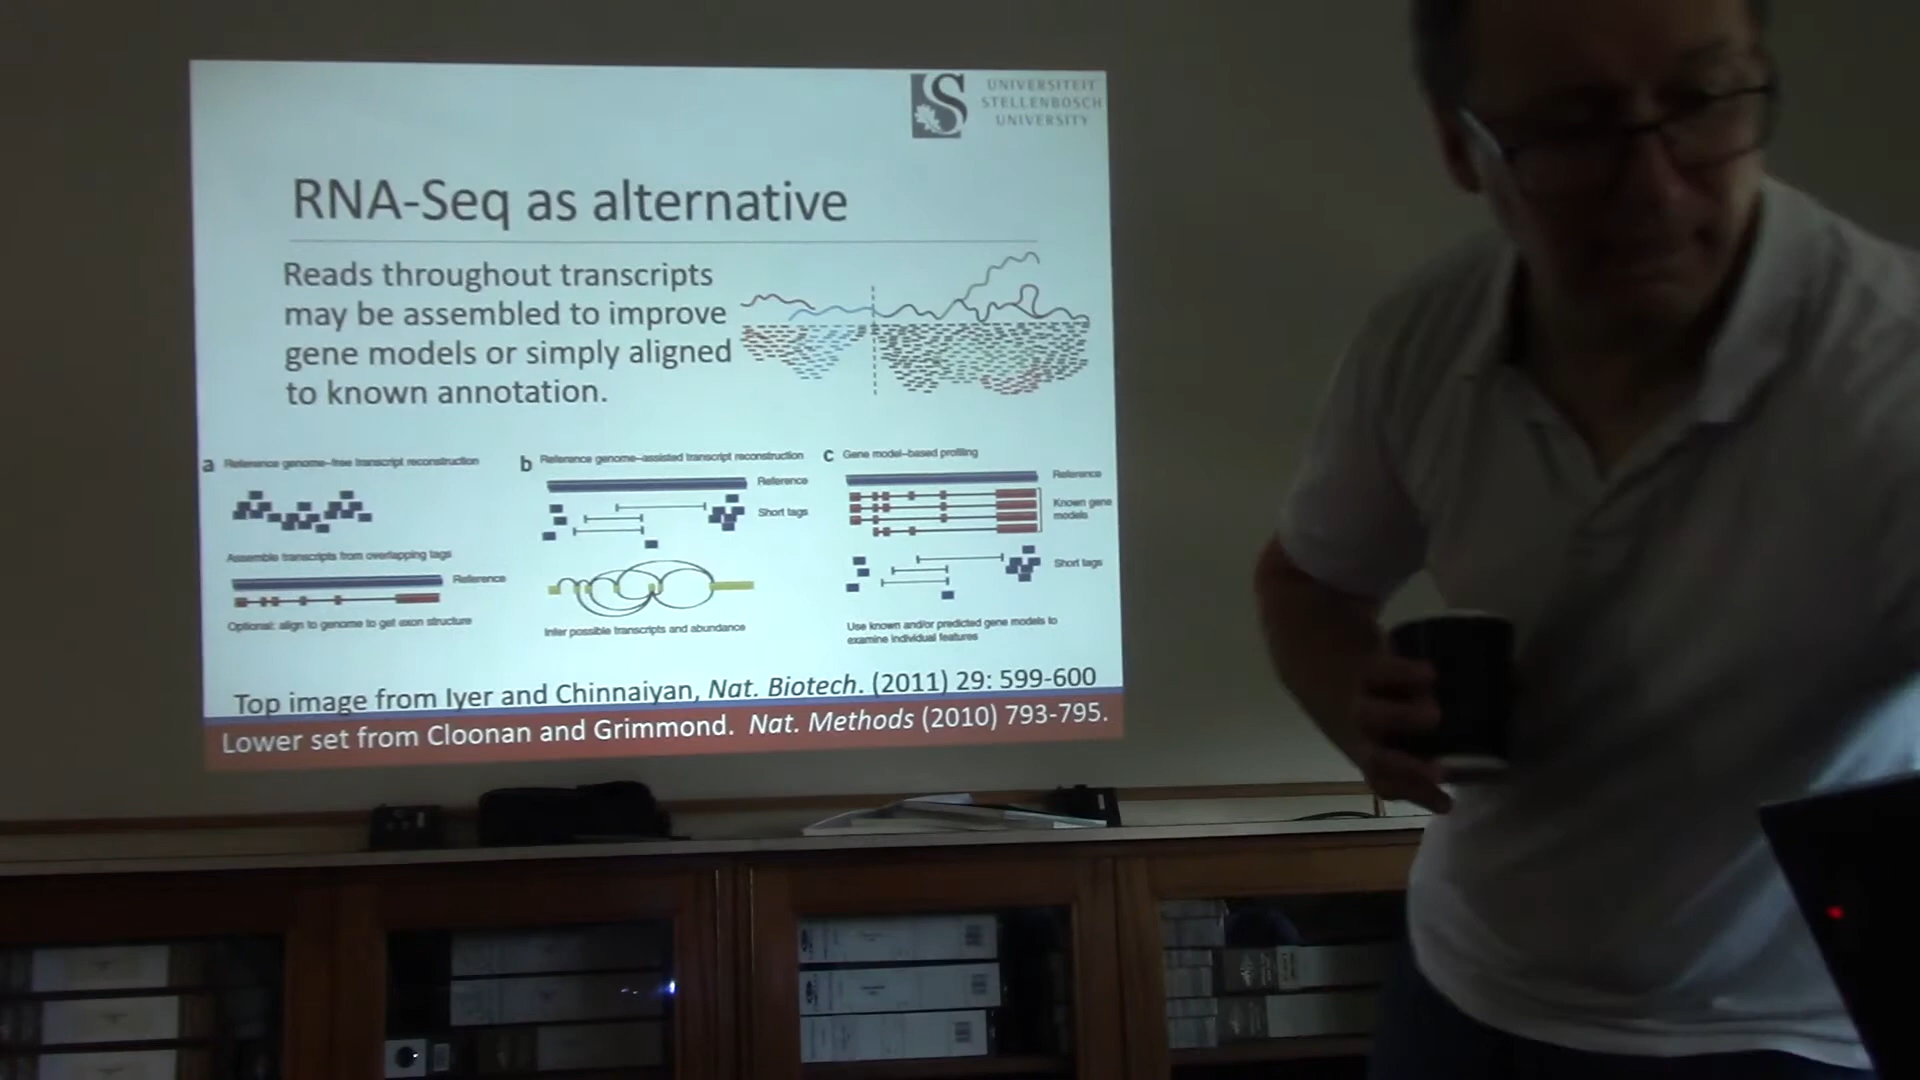 UNIVERSITEIT
STELLENBOSCH
UNIVERSITY
RNA-Seq as alternative
Reads throughout transcripts
may be assembled to improve
gene models or simply aligned
to known annotation.
a Reference genome–free transcript reconstruction
Assemble transcripts from overlapping tags
Reference
Optional: align to genome to get exon structure
b Reference genome–assisted transcript reconstruction
Reference
Short tags
Infer possible transcripts and abundance
c Gene model–based profiling
Reference
Known gene
models
Short tags
Use known and/or predicted gene models to
examine individual features
Top image from Iyer and Chinnaiyan, Nat. Biotech. (2011) 29: 599-600
Lower set from Cloonan and Grimmond. Nat. Methods (2010) 793-795.